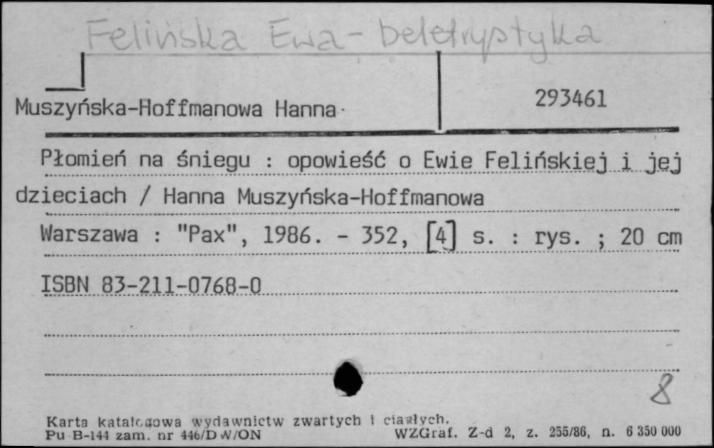 Felińska Ewa - beletrystyka
Muszyńska-Hoffmanowa Hanna
293461
Płomień na śniegu : opowieść o Ewie Felińskiej i jej
dzieciach / Hanna Muszyńska-Hoffmanowa
Warszawa : "Pax", 1986. - 352, [4] s. : rys. ; 20 cm
ISBN 83-211-0768-0
8
Karta katalogowa wydawnictw zwartych i ciągłych.
Pu B-144 zam. nr 446/DW/ON
WZGraf. Z-d 2, z. 255/86, n. 6 350 000